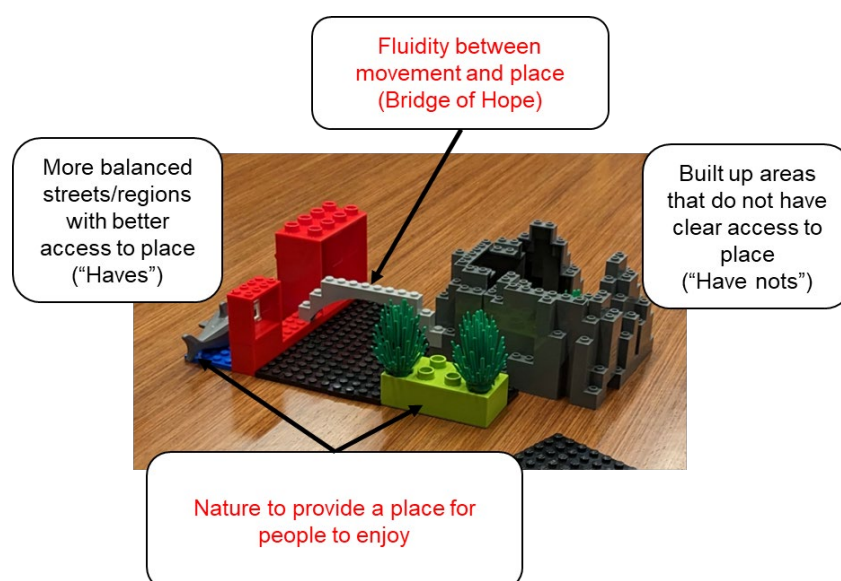 Fluidity between
movement and place
(Bridge of Hope)
More balanced
streets/regions
with better
access to place
(“Haves”)
Built up areas
that do not have
clear access to
place
(“Have nots”)
Nature to provide a place for
people to enjoy